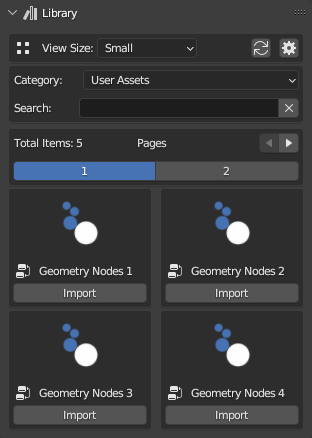 Library
View Size: Small
Category: User Assets
Search:
Total Items: 5 Pages
1 2
Geometry Nodes 1 Geometry Nodes 2
Import Import
Geometry Nodes 3 Geometry Nodes 4
Import Import